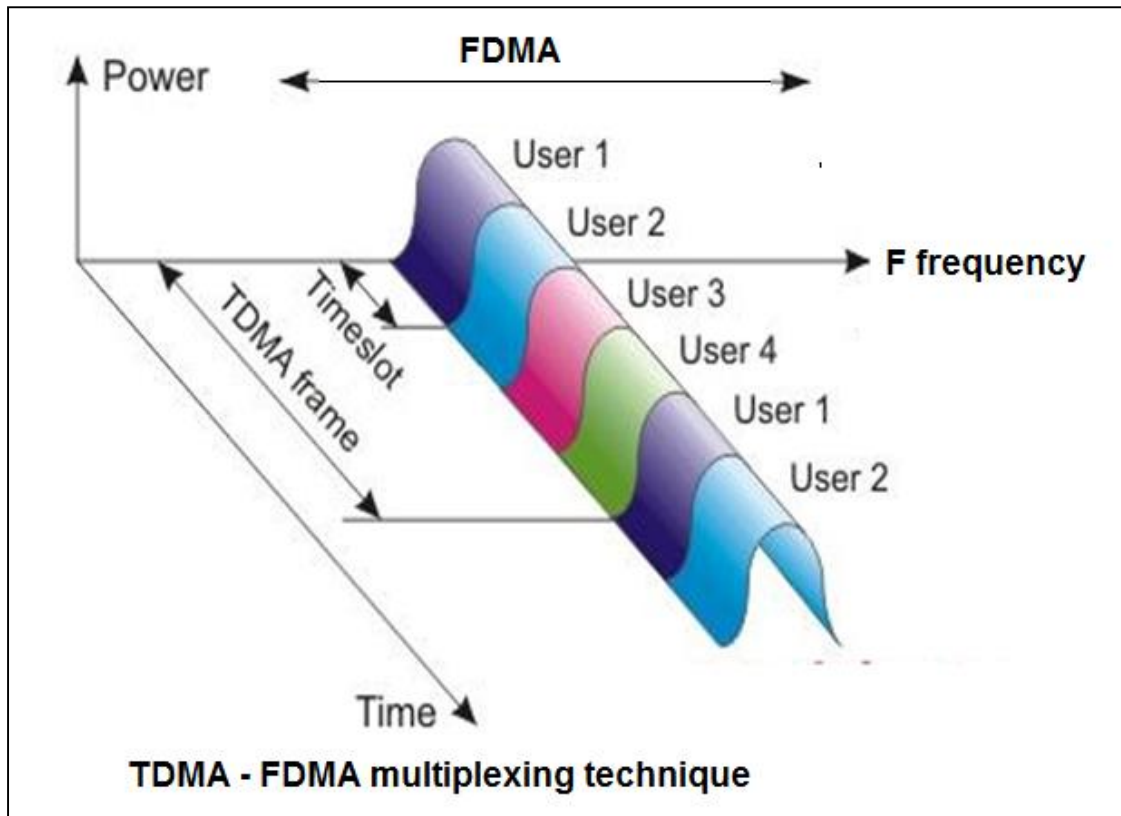 FDMA
Power
User 1
User 2
F frequency
User 3
Timeslot
User 4
TDMA frame
User 1
User 2
Time
TDMA - FDMA multiplexing technique